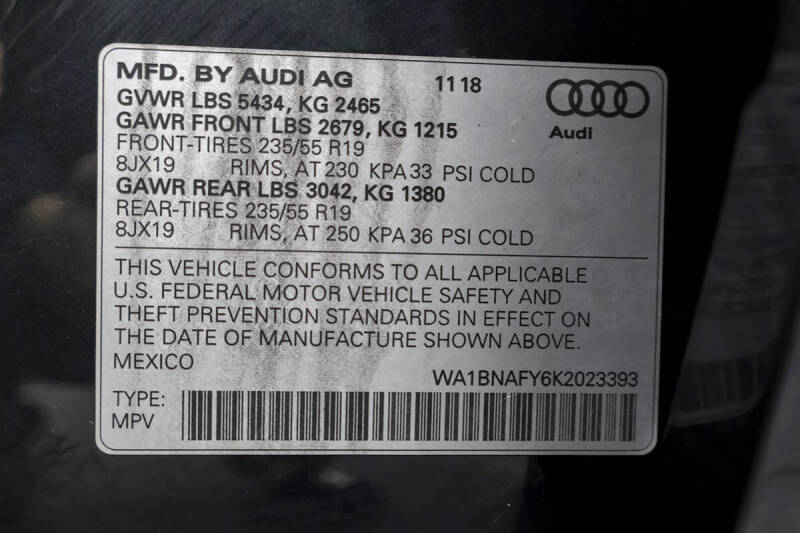 MFD. BY AUDI AG 11 18
GVWR LBS 5434, KG 2465
GAWR FRONT LBS 2679, KG 1215
Audi
FRONT-TIRES 235/55 R19
8JX19 RIMS, AT 230 KPA 33 PSI COLD
GAWR REAR LBS 3042, KG 1380
REAR-TIRES 235/55 R19
8JX19 RIMS, AT 250 KPA 36 PSI COLD
THIS VEHICLE CONFORMS TO ALL APPLICABLE
U.S. FEDERAL MOTOR VEHICLE SAFETY AND
THEFT PREVENTION STANDARDS IN EFFECT ON
THE DATE OF MANUFACTURE SHOWN ABOVE.
MEXICO
WA1BNAFY6K2023393
TYPE:
MPV